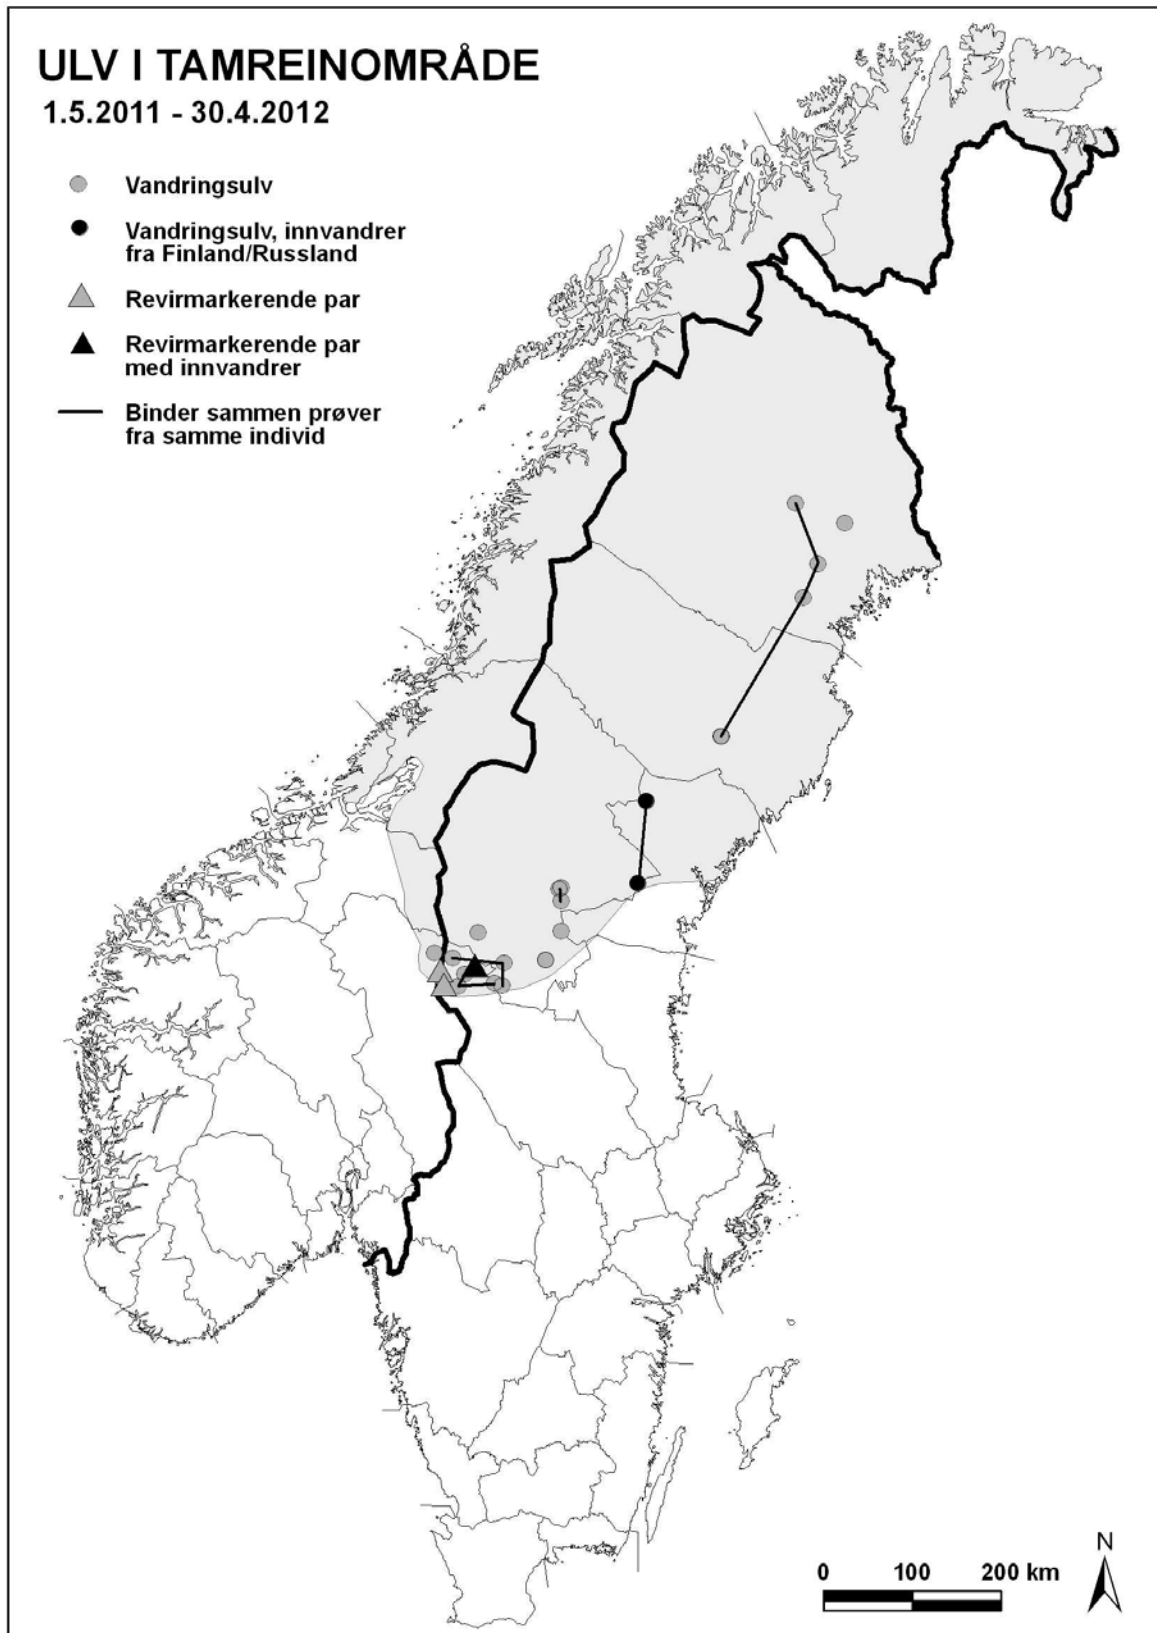 ULV I TAMREINOMRÅDE
1.5.2011 - 30.4.2012
Vandringsulv
Vandringsulv, innvandrer
fra Finland/Russland
Revirmarkerende par
Revirmarkerende par
med innvandrer
Binder sammen prøver
fra samme individ
N
0 100 200 km